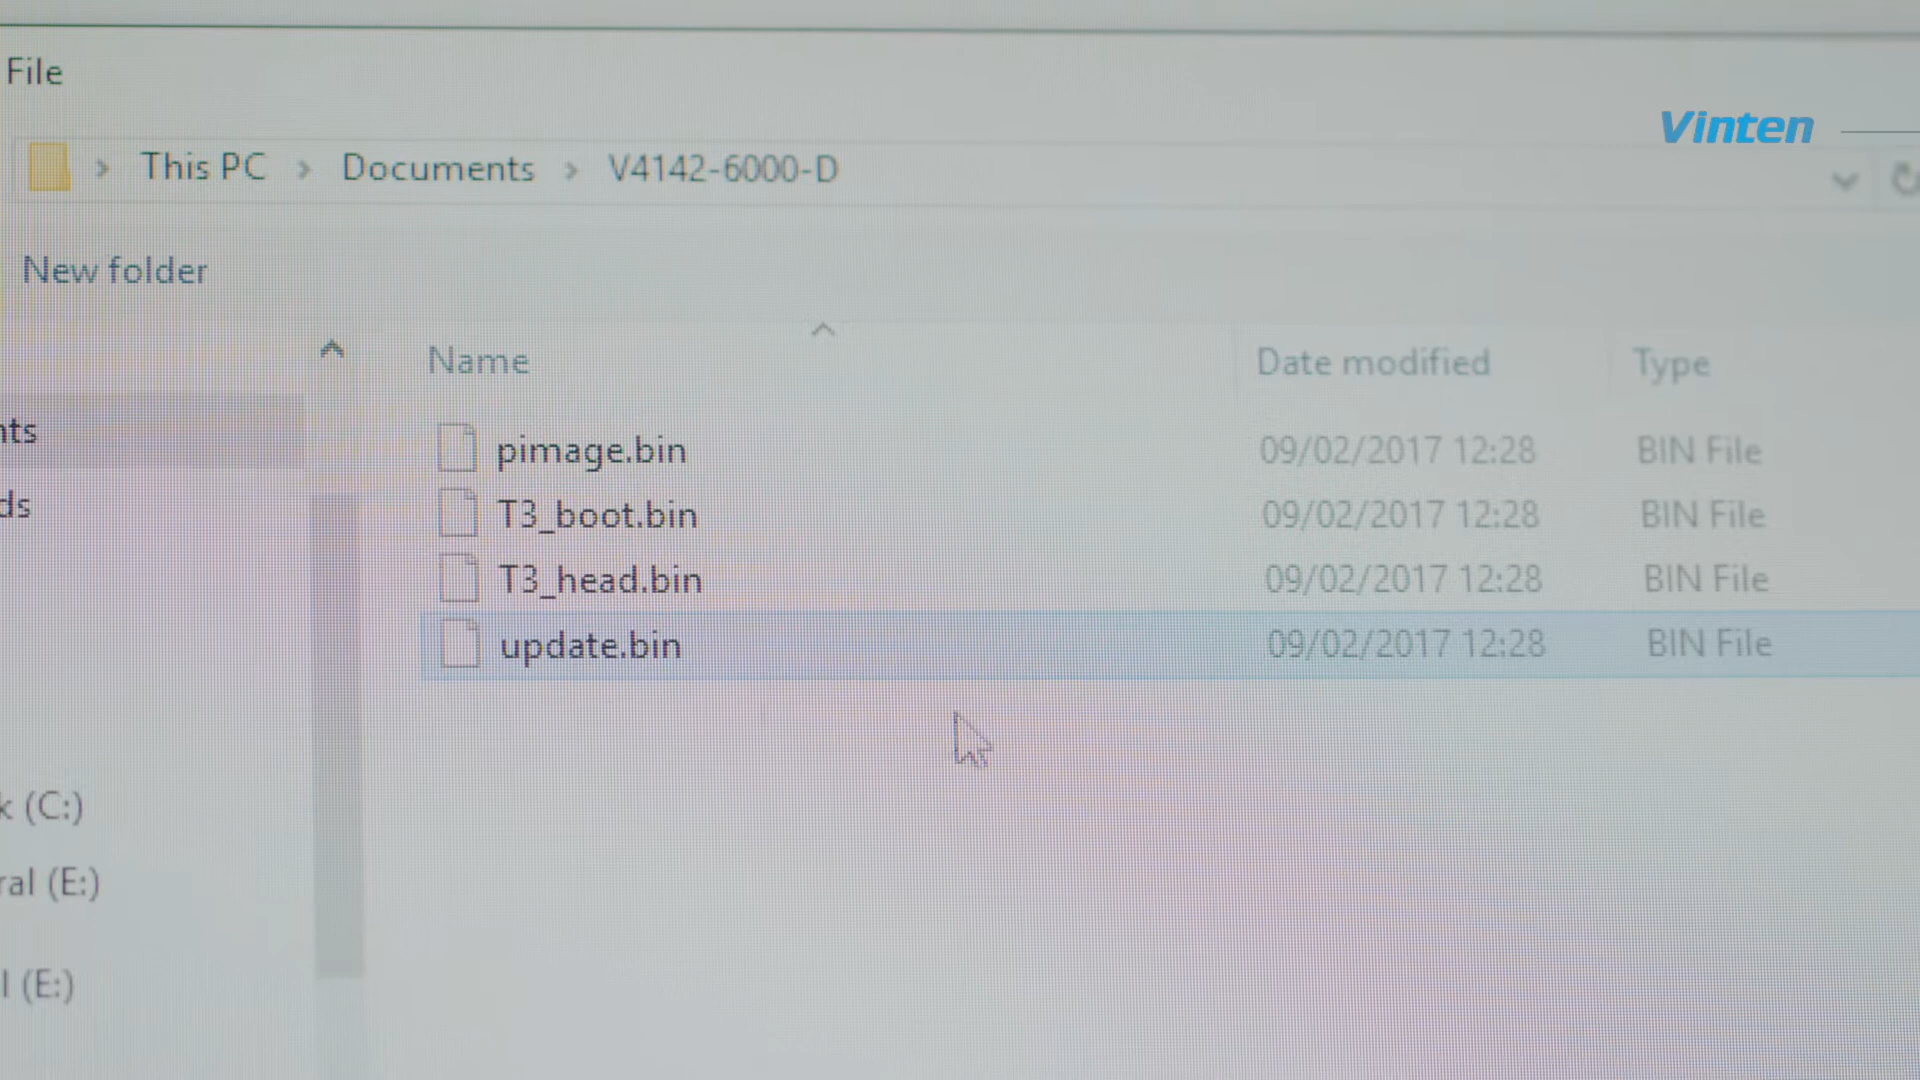 File
Vinten
This PC > Documents > V4142-6000-D
New folder
Name Date modified Type
pimage.bin 09/02/2017 12:28 BIN File
T3_boot.bin 09/02/2017 12:28 BIN File
T3_head.bin 09/02/2017 12:28 BIN File
update.bin 09/02/2017 12:28 BIN File
nts
ds
k (C:)
ral (E:)
l (E:)